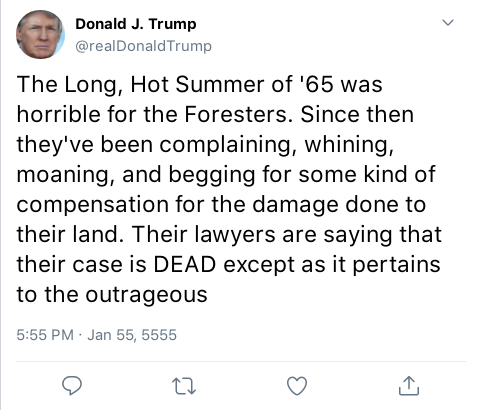 Donald J. Trump
@realDonaldTrump
The Long, Hot Summer of '65 was
horrible for the Foresters. Since then
they've been complaining, whining,
moaning, and begging for some kind of
compensation for the damage done to
their land. Their lawyers are saying that
their case is DEAD except as it pertains
to the outrageous
5:55 PM · Jan 55, 5555